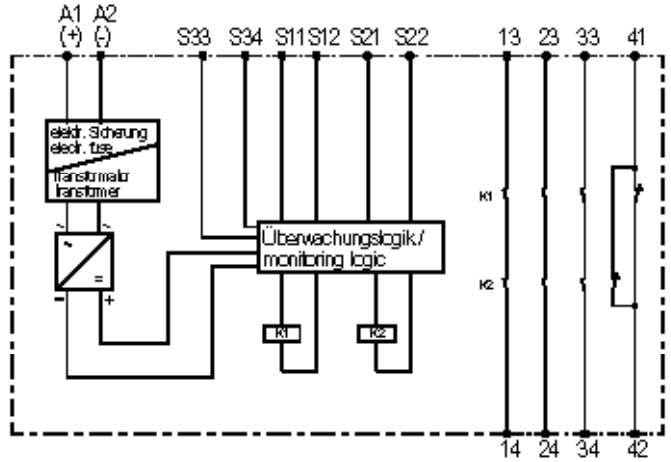 A1 A2 S33 S34 S11 S12 S21 S22 13 23 33 41
(+) (-)
elektr. Sicherung
electr. fuse
Transformator
transformer
~ ~
~
=
- +
Überwachungslogik /
monitoring logic
K1 K2
K1
K2
14 24 34 42